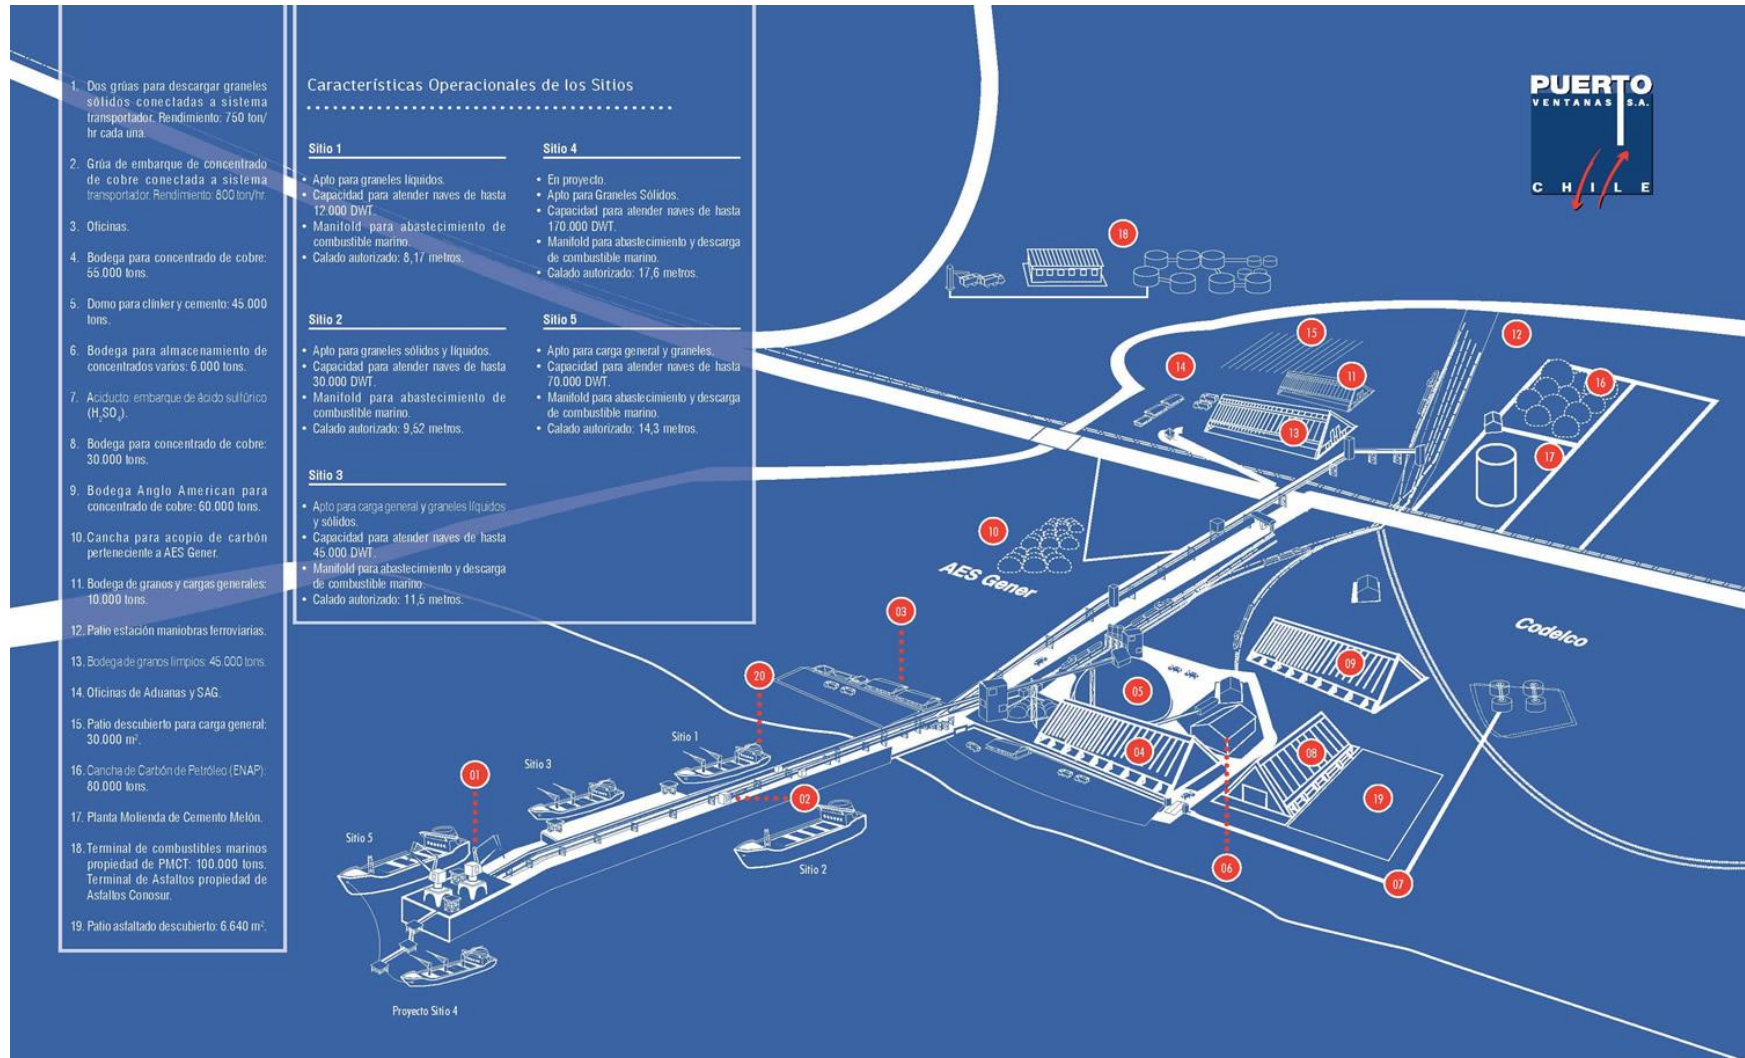 1. Dos grúas para descargar graneles
sólidos conectadas a sistema
transportador. Rendimiento: 750 ton/
hr cada una.
2. Grúa de embarque de concentrado
de cobre conectada a sistema
transportador. Rendimiento: 800 ton/hr.
3. Oficinas.
4. Bodega para concentrado de cobre:
55.000 tons.
5. Domo para clínker y cemento: 45.000
tons.
6. Bodega para almacenamiento de
concentrados varios: 6.000 tons.
7. Aciducto: embarque de ácido sulfúrico
(H₂SO₄).
8. Bodega para concentrado de cobre:
30.000 tons.
9. Bodega Anglo American para
concentrado de cobre: 60.000 tons.
10. Cancha para acopio de carbón
perteneciente a AES Gener.
11. Bodega de granos y cargas generales:
10.000 tons.
12. Patio estación maniobras ferroviarias.
13. Bodega de granos limpios: 45.000 tons.
14. Oficinas de Aduanas y SAG.
15. Patio descubierto para carga general:
30.000 m².
16. Cancha de Carbón de Petróleo (ENAP):
80.000 tons.
17. Planta Molienda de Cemento Melón.
18. Terminal de combustibles marinos
propiedad de PMCT: 100.000 tons.
Terminal de Asfaltos propiedad de
Asfaltos Conosur.
19. Patio asfaltado descubierto: 6.640 m².
Características Operacionales de los Sitios
Sitio 1
• Apto para graneles líquidos.
• Capacidad para atender naves de hasta
12.000 DWT.
• Manifold para abastecimiento de
combustible marino.
• Calado autorizado: 8,17 metros.
Sitio 2
• Apto para graneles sólidos y líquidos.
• Capacidad para atender naves de hasta
30.000 DWT.
• Manifold para abastecimiento de
combustible marino.
• Calado autorizado: 9,52 metros.
Sitio 3
• Apto para carga general y graneles líquidos
y sólidos.
• Capacidad para atender naves de hasta
45.000 DWT.
• Manifold para abastecimiento y descarga
de combustible marino.
• Calado autorizado: 11,5 metros.
Sitio 4
• En proyecto.
• Apto para Graneles Sólidos.
• Capacidad para atender naves de hasta
170.000 DWT.
• Manifold para abastecimiento y descarga
de combustible marino.
• Calado autorizado: 17,6 metros.
Sitio 5
• Apto para carga general y graneles.
• Capacidad para atender naves de hasta
70.000 DWT.
• Manifold para abastecimiento y descarga
de combustible marino.
• Calado autorizado: 14,3 metros.
PUERTO
VENTANAS S.A.
CHILE
18
15
12
14
11
16
13
17
10
AES Gener
03
Codelco
09
20
05
Sitio 1
04
08
Sitio 3
01
02
19
Sitio 5
Sitio 2
06
07
Proyecto Sitio 4